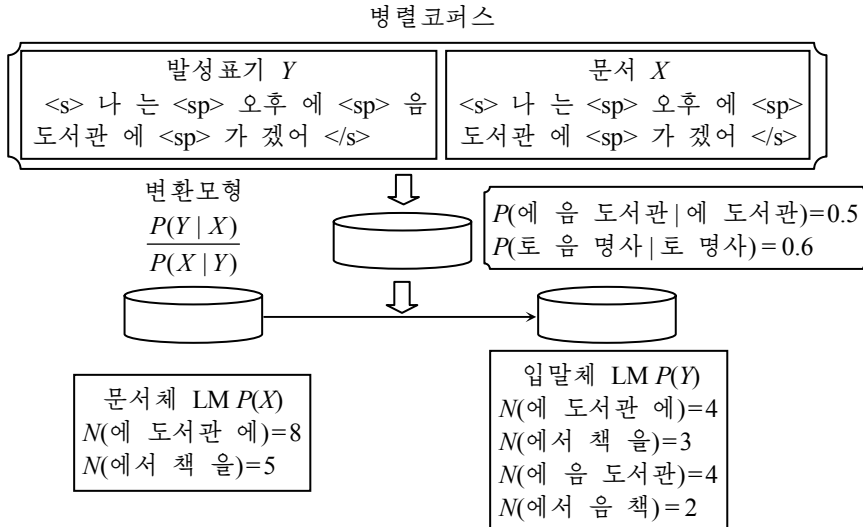 병렬코퍼스
발성표기 Y
<s> 나 는 <sp> 오후 에 <sp> 음
도서관 에 <sp> 가 겠어 </s>
문서 X
<s> 나 는 <sp> 오후 에 <sp>
도서관 에 <sp> 가 겠어 </s>
변환모형
P(Y | X)
P(X | Y)
P(에 음 도서관 | 에 도서관)=0.5
P(토 음 명사 | 토 명사)=0.6
문서체 LM P(X)
N(에 도서관 에)=8
N(에서 책 을)=5
입말체 LM P(Y)
N(에 도서관 에)=4
N(에서 책 을)=3
N(에 음 도서관)=4
N(에서 음 책)=2